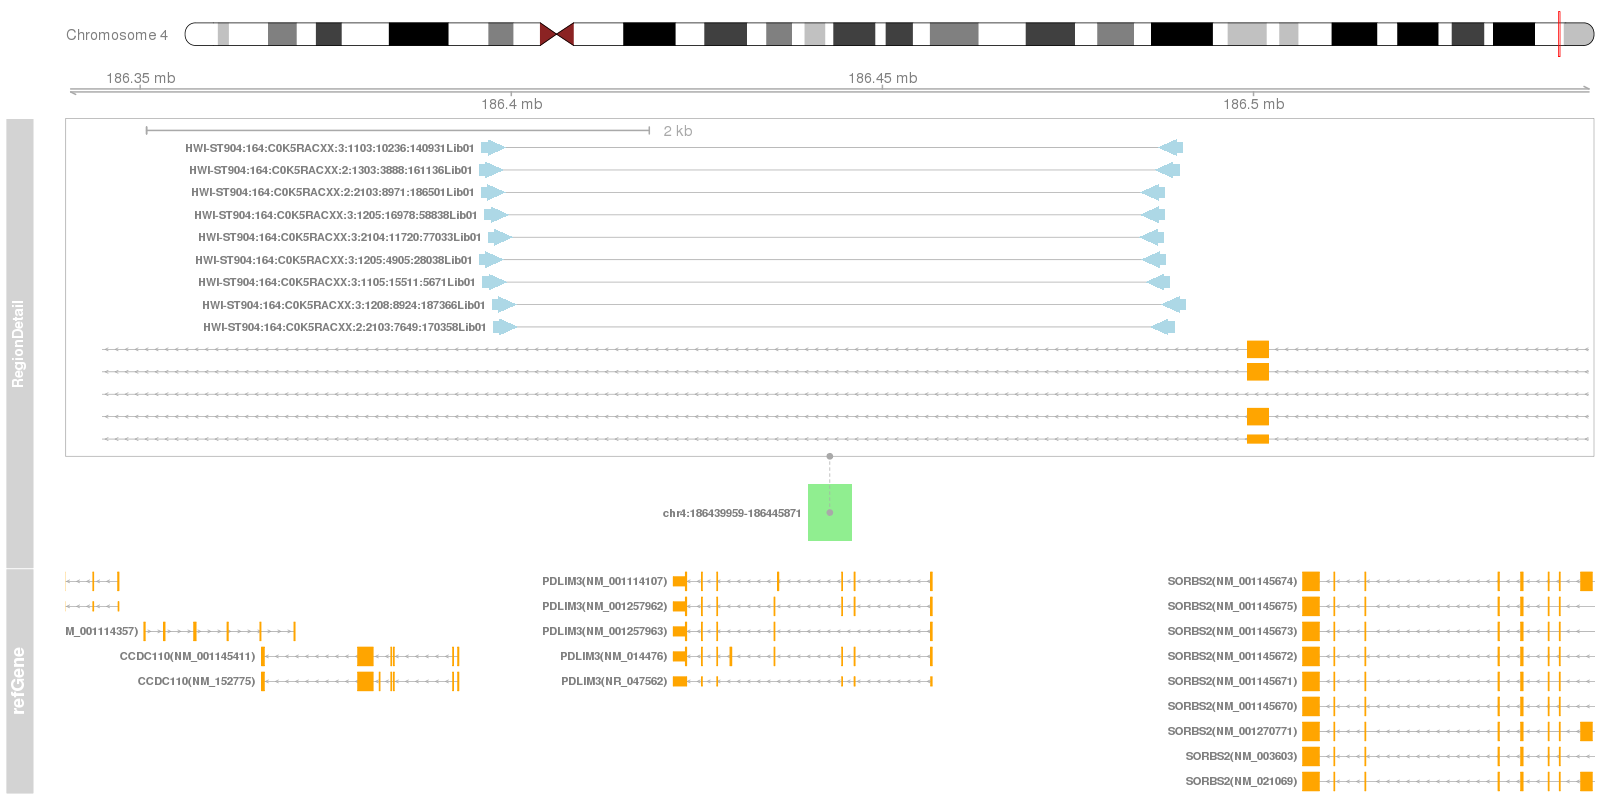 Chromosome 4
186.35 mb
186.45 mb
186.4 mb
186.5 mb
RegionDetail
2 kb
HWI-ST904:164:C0K5RACXX:3:1103:10236:140931Lib01
HWI-ST904:164:C0K5RACXX:2:1303:3888:161136Lib01
HWI-ST904:164:C0K5RACXX:2:2103:8971:186501Lib01
HWI-ST904:164:C0K5RACXX:3:1205:16978:58838Lib01
HWI-ST904:164:C0K5RACXX:3:2104:11720:77033Lib01
HWI-ST904:164:C0K5RACXX:3:1205:4905:28038Lib01
HWI-ST904:164:C0K5RACXX:3:1105:15511:5671Lib01
HWI-ST904:164:C0K5RACXX:3:1208:8924:187366Lib01
HWI-ST904:164:C0K5RACXX:2:2103:7649:170358Lib01
chr4:186439959-186445871
refGene
M_001114357)
CCDC110(NM_001145411)
CCDC110(NM_152775)
PDLIM3(NM_001114107)
PDLIM3(NM_001257962)
PDLIM3(NM_001257963)
PDLIM3(NM_014476)
PDLIM3(NR_047562)
SORBS2(NM_001145674)
SORBS2(NM_001145675)
SORBS2(NM_001145673)
SORBS2(NM_001145672)
SORBS2(NM_001145671)
SORBS2(NM_001145670)
SORBS2(NM_001270771)
SORBS2(NM_003603)
SORBS2(NM_021069)